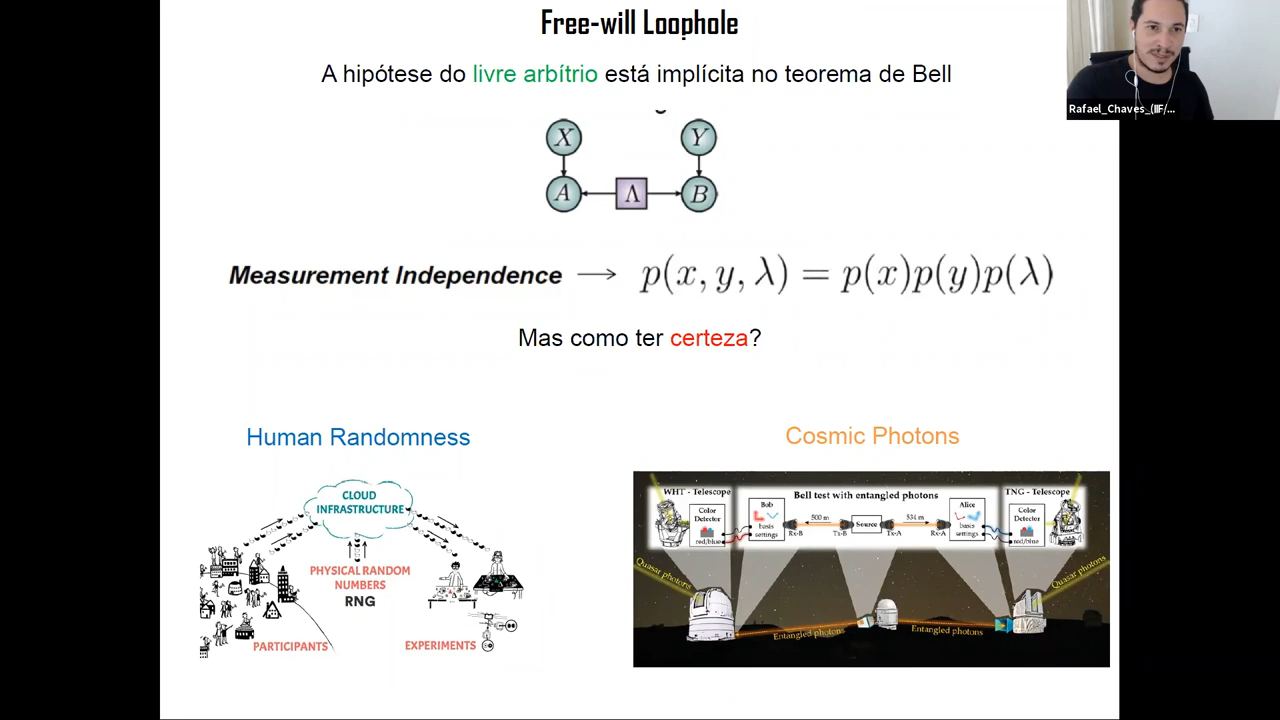 Free-will Loophole
Rafael_Chaves_(IIF/...
A hipótese do livre arbítrio está implícita no teorema de Bell
X Y
A Λ B
Measurement Independence → p(x, y, λ) = p(x)p(y)p(λ)
Mas como ter certeza?
Human Randomness
CLOUD
INFRASTRUCTURE
PHYSICAL RANDOM
NUMBERS
RNG
PARTICIPANTS
EXPERIMENTS
Cosmic Photons
WHT - Telescope
Bell test with entangled photons
TNG - Telescope
Color
Detector
red/blue
Bob
basis
settings
Rx-B
500 m
Tx-B
Source
Tx-A
534 m
Rx-A
Alice
basis
settings
Color
Detector
red/blue
Quasar photons
Quasar photons
Entangled photons
Entangled photons